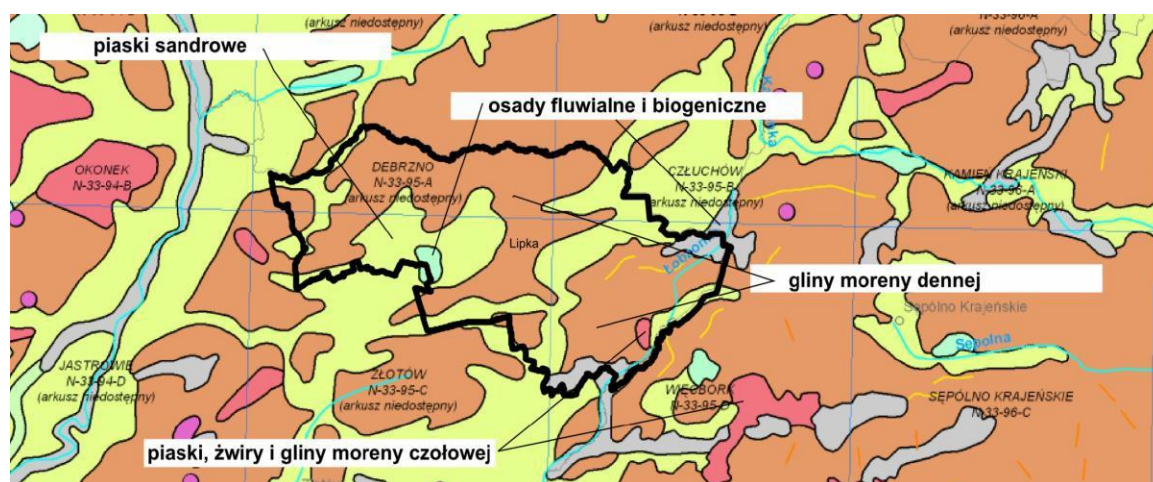 N-33-96-A
(arkusz niedostępny)
(arkusz niedostępny)
(arkusz niedostępny)
piaski sandrowe
osady fluwialne i biogeniczne
OKONEK
N-33-94-B
DEBRZNO
N-33-95-A
(arkusz niedostępny)
CZŁUCHÓW
N-33-95-B
(arkusz niedostępny)
KAMIEŃ KRAJEŃSKI
N-33-96-A
(arkusz niedostępny)
Lipka
Łobżonka
gliny moreny dennej
Sępólno Krajeńskie
Sępolna
JASTROWIE
N-33-94-D
(arkusz niedostępny)
ZŁOTÓW
N-33-95-C
(arkusz niedostępny)
WIĘCBORK
N-33-95-D
SĘPÓLNO KRAJEŃSKIE
N-33-96-C
piaski, żwiry i gliny moreny czołowej